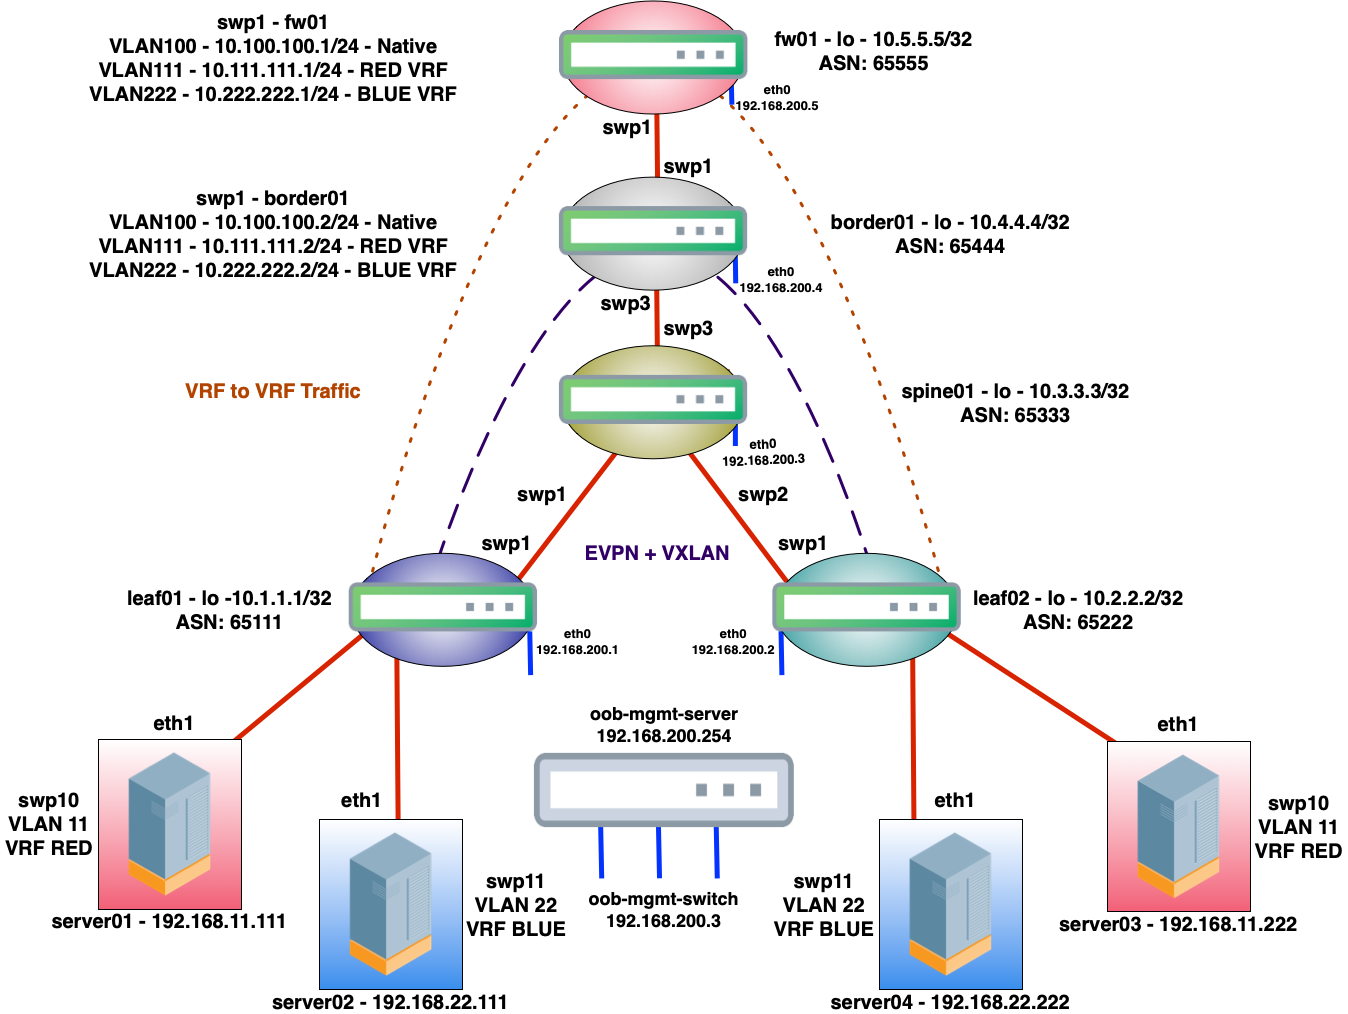 swp1 - fw01
VLAN100 - 10.100.100.1/24 - Native
VLAN111 - 10.111.111.1/24 - RED VRF
VLAN222 - 10.222.222.1/24 - BLUE VRF
fw01 - lo - 10.5.5.5/32
ASN: 65555
eth0
192.168.200.5
swp1
swp1
swp1 - border01
VLAN100 - 10.100.100.2/24 - Native
VLAN111 - 10.111.111.2/24 - RED VRF
VLAN222 - 10.222.222.2/24 - BLUE VRF
border01 - lo - 10.4.4.4/32
ASN: 65444
eth0
192.168.200.4
swp3
swp3
VRF to VRF Traffic
spine01 - lo - 10.3.3.3/32
ASN: 65333
eth0
192.168.200.3
swp1
swp2
swp1
EVPN + VXLAN
swp1
leaf01 - lo -10.1.1.1/32
ASN: 65111
eth0
192.168.200.1
eth0
192.168.200.2
leaf02 - lo - 10.2.2.2/32
ASN: 65222
oob-mgmt-server
192.168.200.254
eth1
eth1
eth1
eth1
swp10
VLAN 11
VRF RED
swp10
VLAN 11
VRF RED
swp11
VLAN 22
VRF BLUE
oob-mgmt-switch
192.168.200.3
swp11
VLAN 22
VRF BLUE
server01 - 192.168.11.111
server03 - 192.168.11.222
server02 - 192.168.22.111
server04 - 192.168.22.222